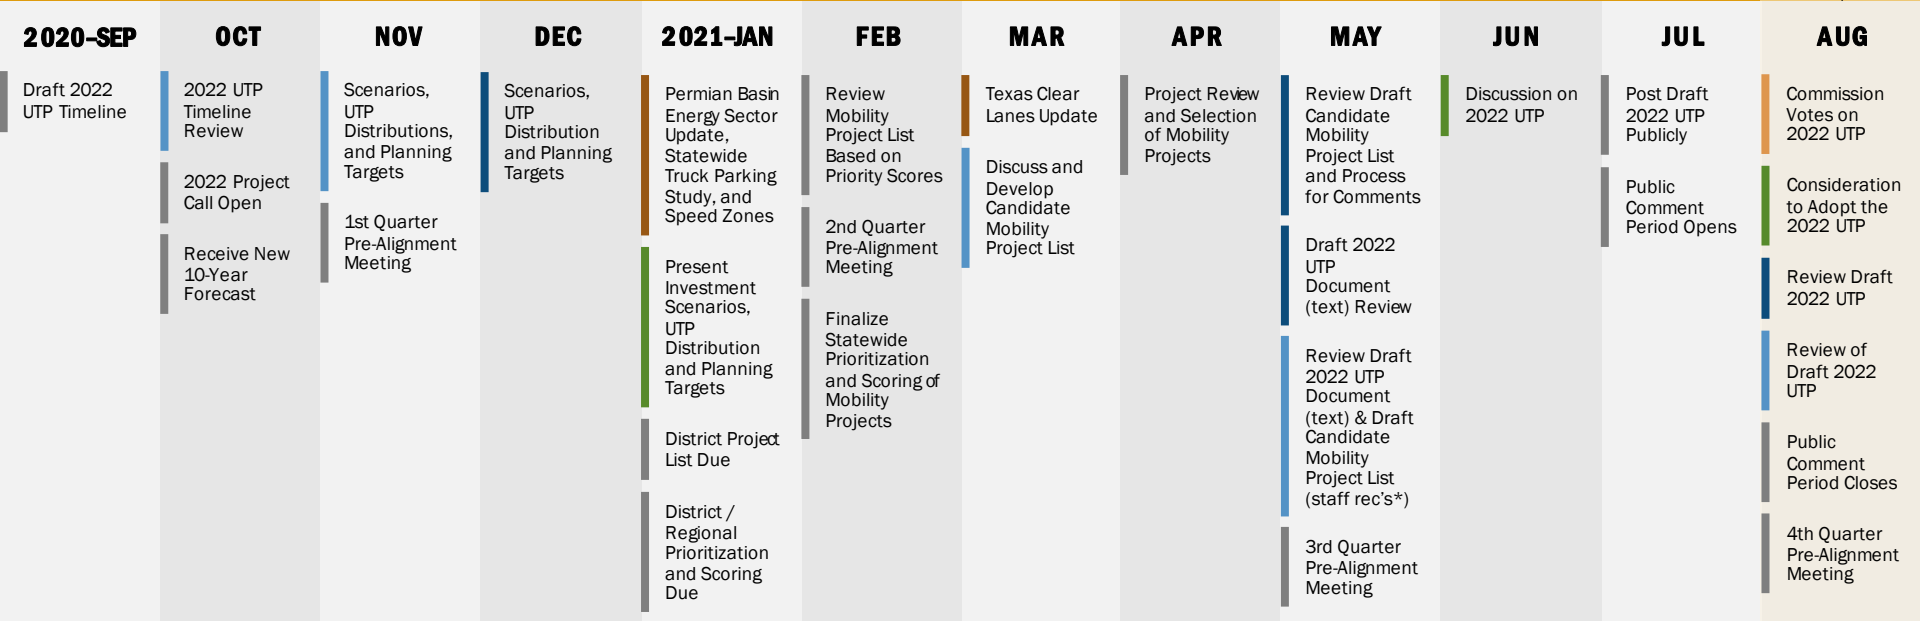 2020–SEP
Draft 2022
UTP Timeline
OCT
2022 UTP
Timeline
Review
2022 Project
Call Open
Receive New
10-Year
Forecast
NOV
Scenarios,
UTP
Distributions,
and Planning
Targets
1st Quarter
Pre-Alignment
Meeting
DEC
Scenarios,
UTP
Distribution
and Planning
Targets
2021–JAN
Permian Basin
Energy Sector
Update,
Statewide
Truck Parking
Study, and
Speed Zones
Present
Investment
Scenarios,
UTP
Distribution
and Planning
Targets
District Project
List Due
District /
Regional
Prioritization
and Scoring
Due
FEB
Review
Mobility
Project List
Based on
Priority Scores
2nd Quarter
Pre-Alignment
Meeting
Finalize
Statewide
Prioritization
and Scoring of
Mobility
Projects
MAR
Texas Clear
Lanes Update
Discuss and
Develop
Candidate
Mobility
Project List
APR
Project Review
and Selection
of Mobility
Projects
MAY
Review Draft
Candidate
Mobility
Project List
and Process
for Comments
Draft 2022
UTP
Document
(text) Review
Review Draft
2022 UTP
Document
(text) & Draft
Candidate
Mobility
Project List
(staff rec's*)
3rd Quarter
Pre-Alignment
Meeting
JUN
Discussion on
2022 UTP
JUL
Post Draft
2022 UTP
Publicly
Public
Comment
Period Opens
AUG
Commission
Votes on
2022 UTP
Consideration
to Adopt the
2022 UTP
Review Draft
2022 UTP
Review of
Draft 2022
UTP
Public
Comment
Period Closes
4th Quarter
Pre-Alignment
Meeting